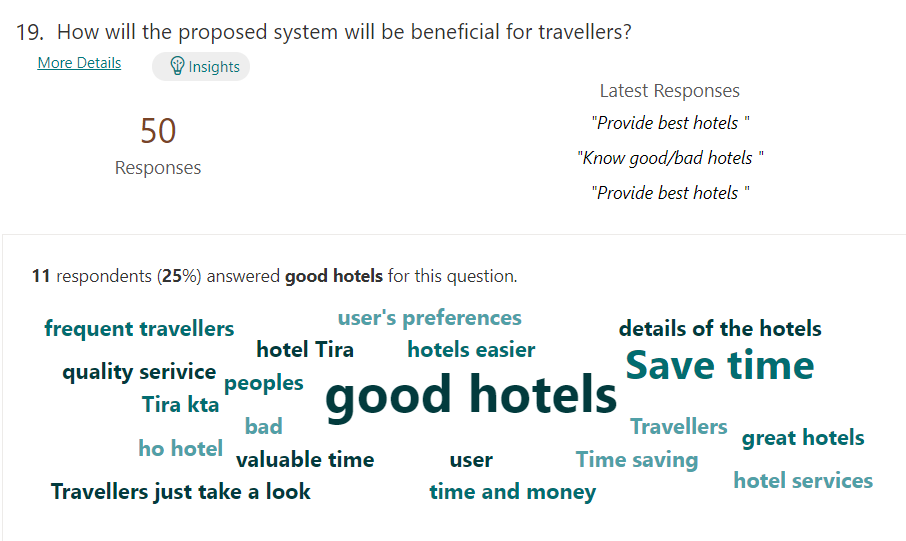 19. How will the proposed system will be beneficial for travellers?
More Details
Insights
50
Responses
Latest Responses
"Provide best hotels "
"Know good/bad hotels "
"Provide best hotels "
11 respondents (25%) answered good hotels for this question.
user's preferences
frequent travellers
details of the hotels
hotel Tira
hotels easier
Save time
quality serivice
peoples
good hotels
Tira kta
bad
Travellers
great hotels
ho hotel
valuable time
user
Time saving
hotel services
Travellers just take a look
time and money